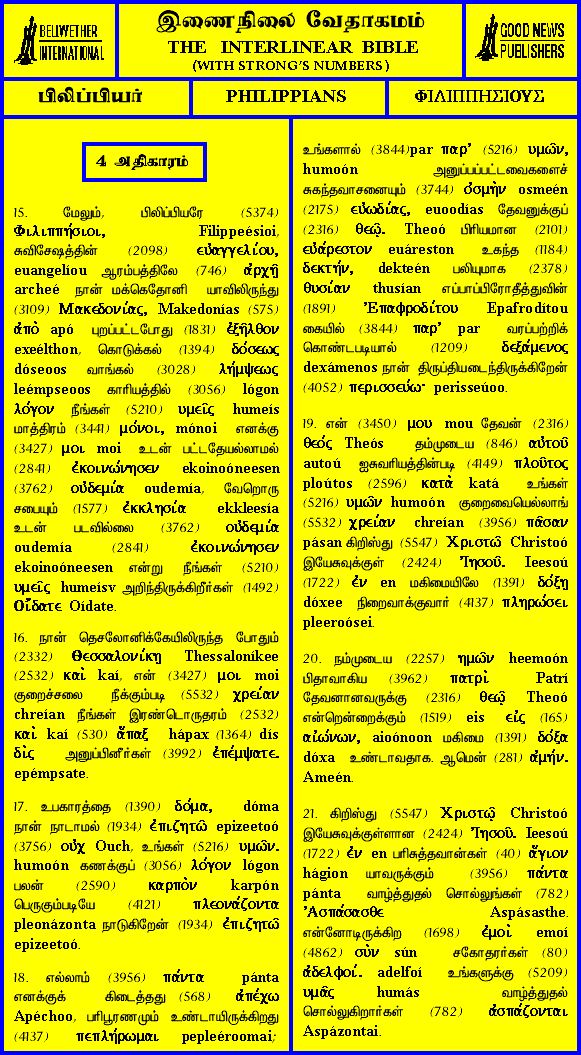 BELLWETHER
INTERNATIONAL
இணைநிலை வேதாகமம்
THE INTERLINEAR BIBLE
(WITH STRONG'S NUMBERS)
GOOD NEWS
PUBLISHERS
பிலிப்பியர்
PHILIPPIANS
ΦΙΛΙΠΠΗΣΙΟΥΣ
4 அதிகாரம்
15. மேலும், பிலிப்பியரே (5374)
Φιλιππήσιοι, Filippeésioi,
சுவிசேஷத்தின் (2098) εὐαγγελίου,
euangelíou ஆரம்பத்திலே (746) ἀρχῇ
archeé நான் மக்கெதோனி யாவிலிருந்து
(3109) Μακεδονίας, Makedonías (575)
ἀπὸ apó புறப்பட்டபோது (1831) ἐξῆλθον
exeélthon, கொடுக்கல் (1394) δόσεως
dóseoos வாங்கல் (3028) λήμψεως
leémpseoos காரியத்தில் (3056) lógon
λόγον நீங்கள் (5210) υμεῖς humeís
மாத்திரம் (3441) μόνοι, mónoi எனக்கு
(3427) μοι moi உடன் பட்டதேயல்லாமல்
(2841) ἐκοινώνησεν ekoinoóneesen
(3762) οὐδεμία oudemía, வேறொரு
சபையும் (1577) ἐκκλησία ekkleesía
உடன் படவில்லை (3762) οὐδεμία
oudemía (2841) ἐκοινώνησεν
ekoinoóneesen என்று நீங்கள் (5210)
υμεῖς humeísv அறிந்திருக்கிறீர்கள் (1492)
Οἴδατε Oídate.
16. நான் தெசலோனிக்கேயிலிருந்த போதும்
(2332) Θεσσαλονίκῃ Thessaloníkee
(2532) καὶ kaí, என் (3427) μοι moi
குறைச்சலை நீக்கும்படி (5532) χρείαν
chreían நீங்கள் இரண்டொருதரம் (2532)
καὶ kaí (530) ἅπαξ hápax (1364) dís
δὶς அனுப்பினீர்கள் (3992) ἐπέμψατε.
epémpsate.
17. உபகாரத்தை (1390) δόμα, dóma
நான் நாடாமல் (1934) ἐπιζητῶ epizeetoó
(3756) οὐχ Ouch, உங்கள் (5216) υμῶν.
humoón கணக்குப் (3056) λόγον lógon
பலன் (2590) καρπὸν karpón
பெருகும்படியே (4121) πλεονάζοντα
pleonázonta நாடுகிறேன் (1934) ἐπιζητῶ
epizeetoó.
18. எல்லாம் (3956) πάντα pánta
எனக்குக் கிடைத்தது (568) ἀπέχω
Apéchoo, பரிபூரணமும் உண்டாயிருக்கிறது
(4137) πεπλήρωμαι pepleéroomai;
உங்களால் (3844)par παρ’ (5216) υμῶν,
humoón அனுப்பப்பட்டவைகளைச்
சுகந்தவாசனையும் (3744) ὀσμὴν osmeén
(2175) εὐωδίας, euoodías தேவனுக்குப்
(2316) θεῷ. Theoó பிரியமான (2101)
εὐάρεστον euáreston உகந்த (1184)
δεκτήν, dekteén பலியுமாக (2378)
θυσίαν thusían எப்பாப்பிரோதீத்துவின்
(1891) Ἐπαφροδίτου Epafrodítou
கையில் (3844) παρ’ par வரப்பற்றிக்
கொண்டபடியால் (1209) δεξάμενος
dexámenos நான் திருப்தியடைந்திருக்கிறேன்
(4052) περισσεύω· perisseúoo.
19. என் (3450) μου mou தேவன் (2316)
θεός Theós தம்முடைய (846) αὐτοῦ
autoú ஐசுவரியத்தின்படி (4149) πλοῦτος
ploútos (2596) κατὰ katá உங்கள்
(5216) υμῶν humoón குறைவையெல்லாங்
(5532) χρείαν chreían (3956) πᾶσαν
pásan கிறிஸ்து (5547) Χριστῷ Christoó
இயேசுவுக்குள் (2424) Ἰησοῦ. Ieesoú
(1722) ἐν en மகிமையிலே (1391) δόξῃ
dóxee நிறைவாக்குவார் (4137) πληρώσει
pleeroósei.
20. நம்முடைய (2257) ημῶν heemoón
பிதாவாகிய (3962) πατρὶ Patrí
தேவனானவருக்கு (2316) θεῷ Theoó
என்றென்றைக்கும் (1519) eis εἰς (165)
αἰώνων, aioónoon மகிமை (1391) δόξα
dóxa உண்டாவதாக. ஆமென் (281) ἀμήν.
Ameén.
21. கிறிஸ்து (5547) Χριστῷ Christoó
இயேசுவுக்குள்ளான (2424) Ἰησοῦ. Ieesoú
(1722) ἐν en பரிசுத்தவான்கள் (40) ἅγιον
hágion யாவருக்கும் (3956) πάντα
pánta வாழ்த்துதல் சொல்லுங்கள் (782)
Ἀσπάσασθε Aspásasthe.
என்னோடிருக்கிற (1698) ἐμοὶ emoí
(4862) σὺν sún சகோதரர்கள் (80)
ἀδελφοί. adelfoí உங்களுக்கு (5209)
υμᾶς humás வாழ்த்துதல்
சொல்லுகிறார்கள் (782) ἀσπάζονται
Aspázontai.